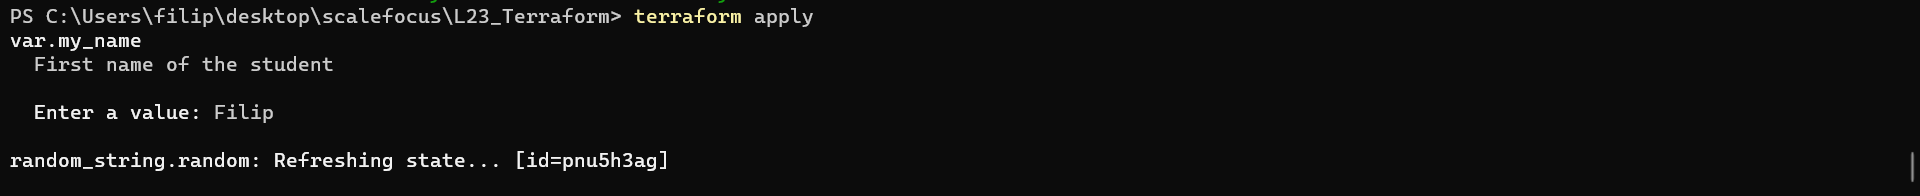 PS C:\Users\filip\desktop\scalefocus\L23_Terraform> terraform apply
var.my_name
First name of the student
Enter a value: Filip
random_string.random: Refreshing state... [id=pnu5h3ag]